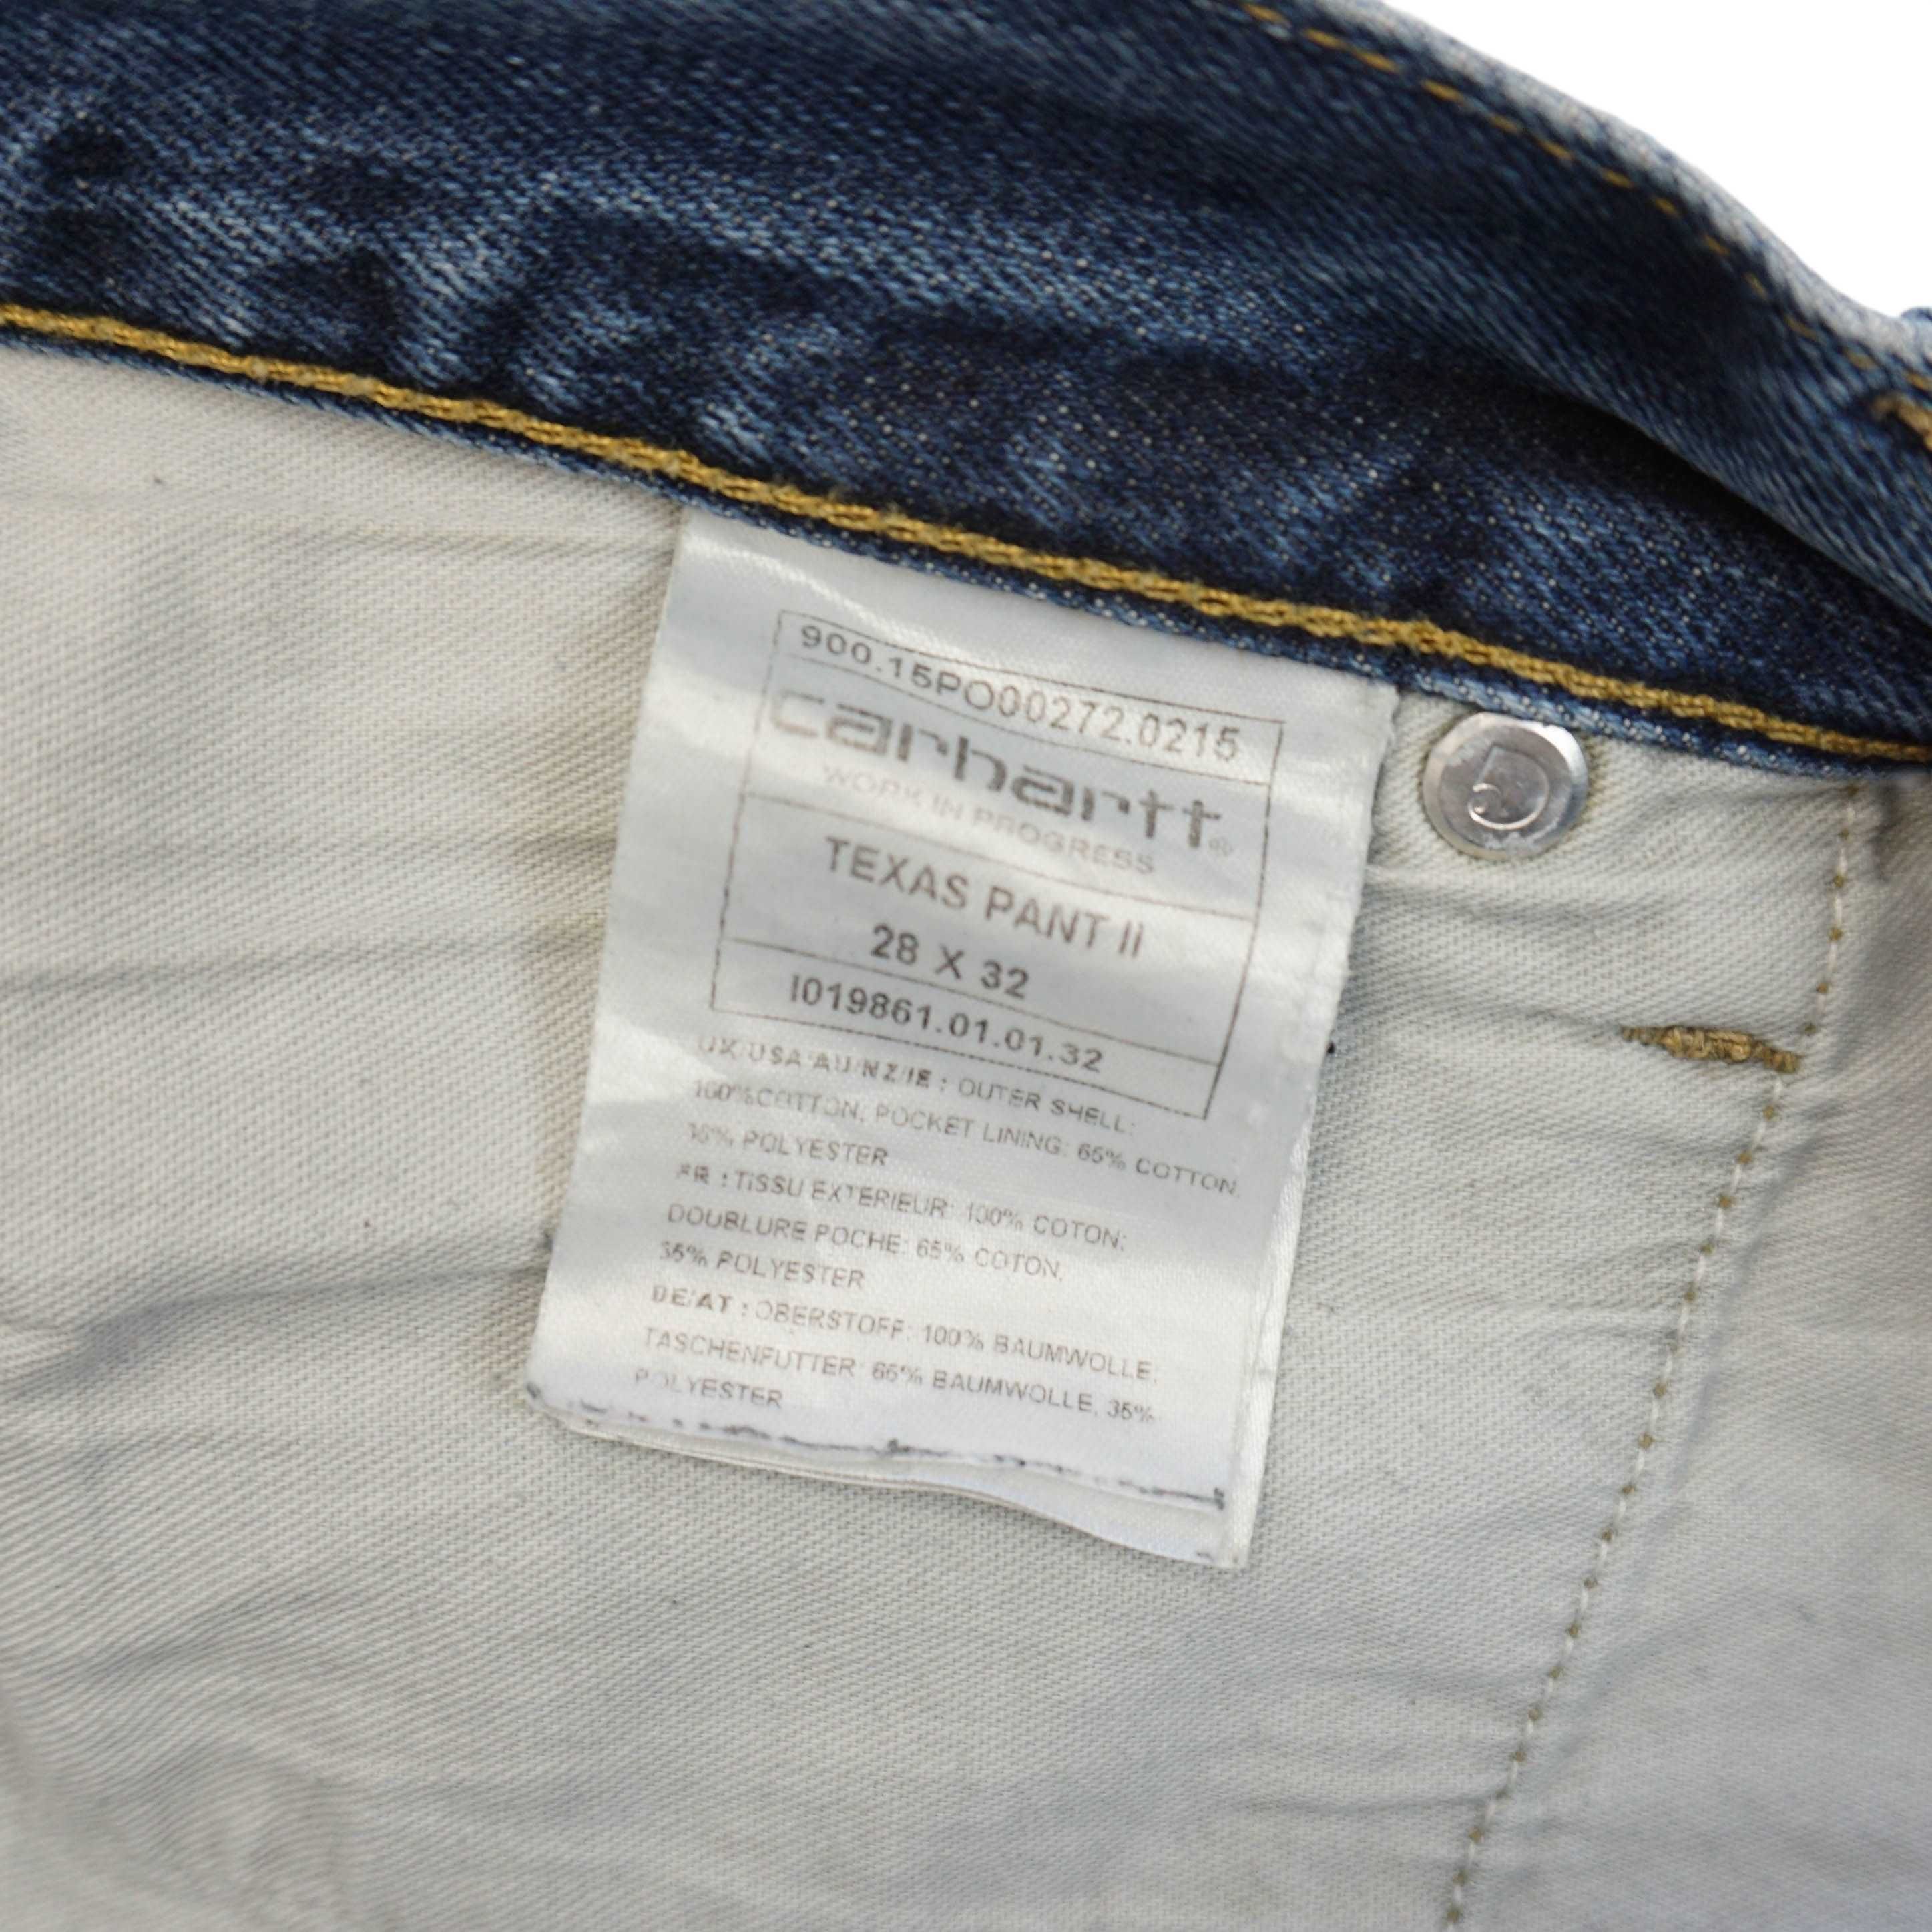 900.15PO00272.0215
carhartt®
WORK IN PROGRESS
TEXAS PANT II
28 X 32
I019861.01.01.32
UK/USA/AU/NZ/IE : OUTER SHELL:
100%COTTON; POCKET LINING: 65% COTTON
POLYESTER
FR : TISSU EXTERIEUR: 100% COTON;
DOUBLURE POCHE: 65% COTON,
35% POLYESTER
DE/AT : OBERSTOFF: 100% BAUMWOLLE;
TASCHENFUTTER: 65% BAUMWOLLE, 35%
POLYESTER